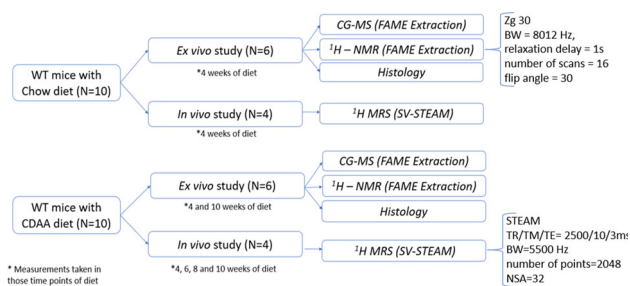 CG-MS (FAME Extraction)
Ex vivo study (N=6)
¹H – NMR (FAME Extraction)
*4 weeks of diet
Histology
WT mice with
Chow diet (N=10)
In vivo study (N=4)
¹H MRS (SV-STEAM)
*4 weeks of diet
Zg 30
BW = 8012 Hz,
relaxation delay = 1s
number of scans = 16
flip angle = 30
CG-MS (FAME Extraction)
Ex vivo study (N=6)
¹H – NMR (FAME Extraction)
*4 and 10 weeks of diet
Histology
WT mice with
CDAA diet (N=10)
In vivo study (N=4)
¹H MRS (SV-STEAM)
*4, 6, 8 and 10 weeks of diet
STEAM
TR/TM/TE= 2500/10/3ms
BW=5500 Hz
number of points=2048
NSA=32
* Measurements taken in
those time points of diet